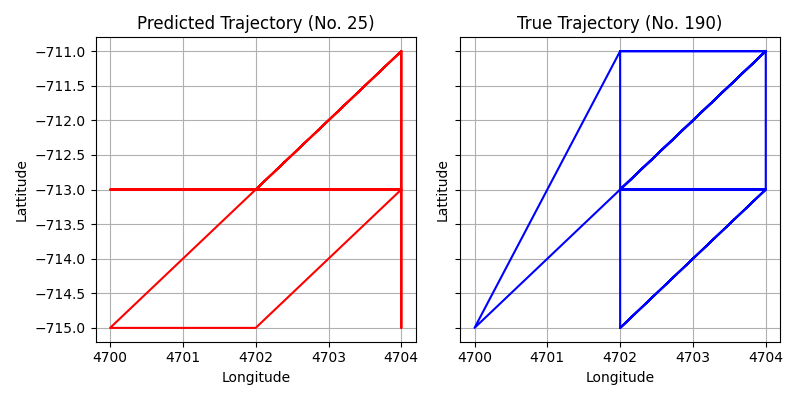 Predicted Trajectory (No. 25)
True Trajectory (No. 190)
−711.0
−711.5
−712.0
−712.5
−713.0
−713.5
−714.0
−714.5
−715.0
Lattitude
Lattitude
4700 4701 4702 4703 4704
4700 4701 4702 4703 4704
Longitude
Longitude